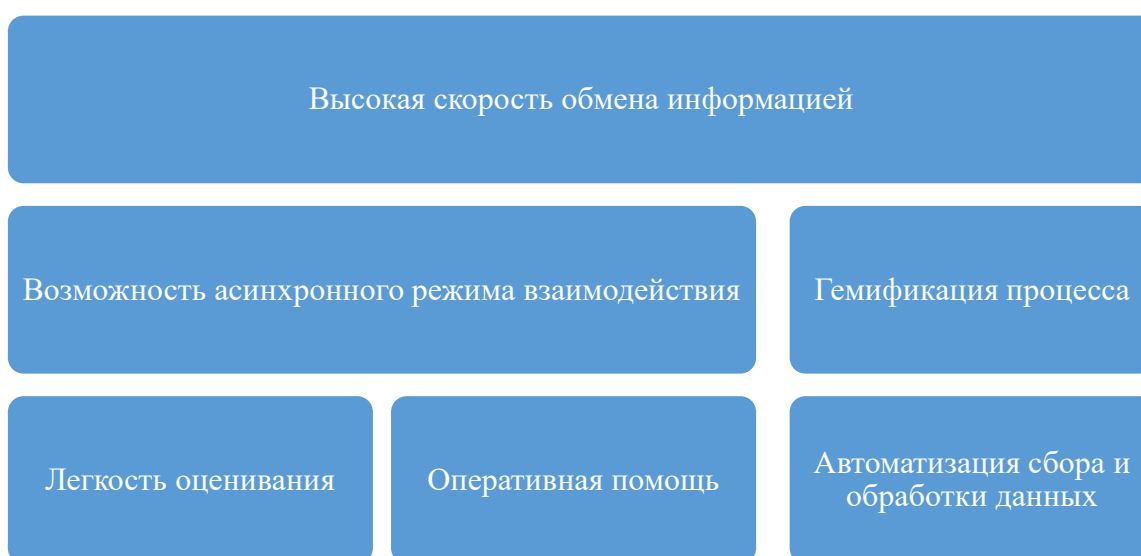 Высокая скорость обмена информацией
Возможность асинхронного режима взаимодействия
Гемификация процесса
Легкость оценивания
Оперативная помощь
Автоматизация сбора и
обработки данных